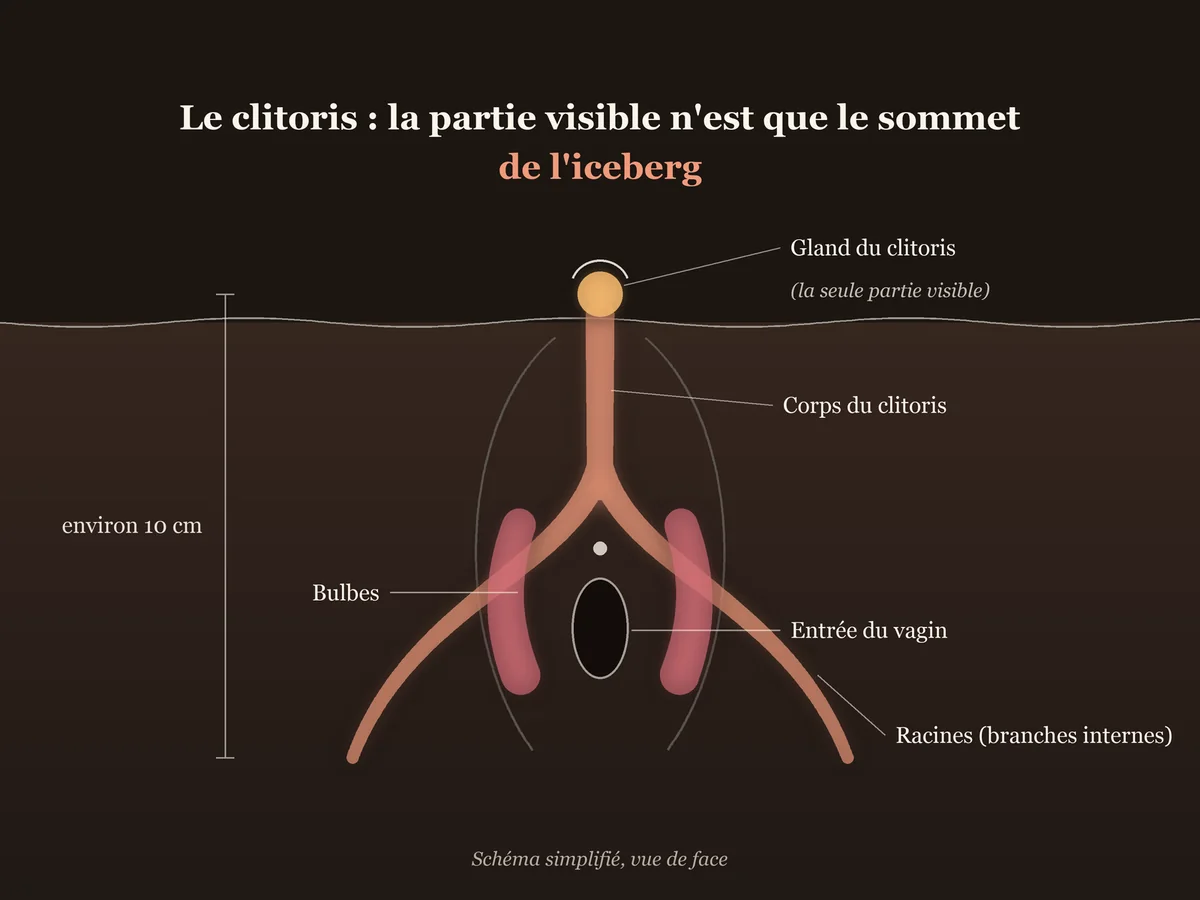 Le clitoris : la partie visible n'est que le sommet
de l'iceberg
Gland du clitoris
(la seule partie visible)
Corps du clitoris
environ 10 cm
Bulbes
Entrée du vagin
Racines (branches internes)
Schéma simplifié, vue de face